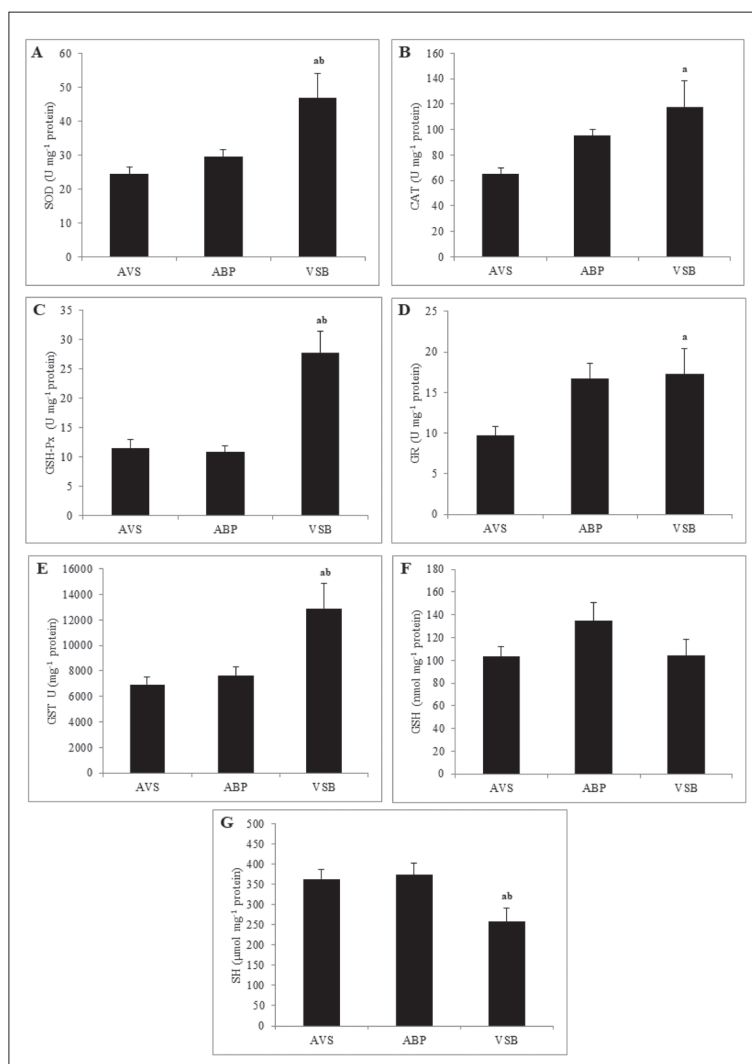 A
SOD (U mg⁻¹ protein)
60
50
40
30
20
10
0
ab
AVS ABP VSB
B
CAT (U mg⁻¹ protein)
160
140
120
100
80
60
40
20
0
a
AVS ABP VSB
C
GSH-Px (U mg⁻¹ protein)
35
30
25
20
15
10
5
0
ab
AVS ABP VSB
D
GR (U mg⁻¹ protein)
25
20
15
10
5
0
a
AVS ABP VSB
E
GST U (mg⁻¹ protein)
16000
14000
12000
10000
8000
6000
4000
2000
0
ab
AVS ABP VSB
F
GSH (nmol mg⁻¹ protein)
180
160
140
120
100
80
60
40
20
0
AVS ABP VSB
G
SH (μmol mg⁻¹ protein)
500
450
400
350
300
250
200
150
100
50
0
ab
AVS ABP VSB